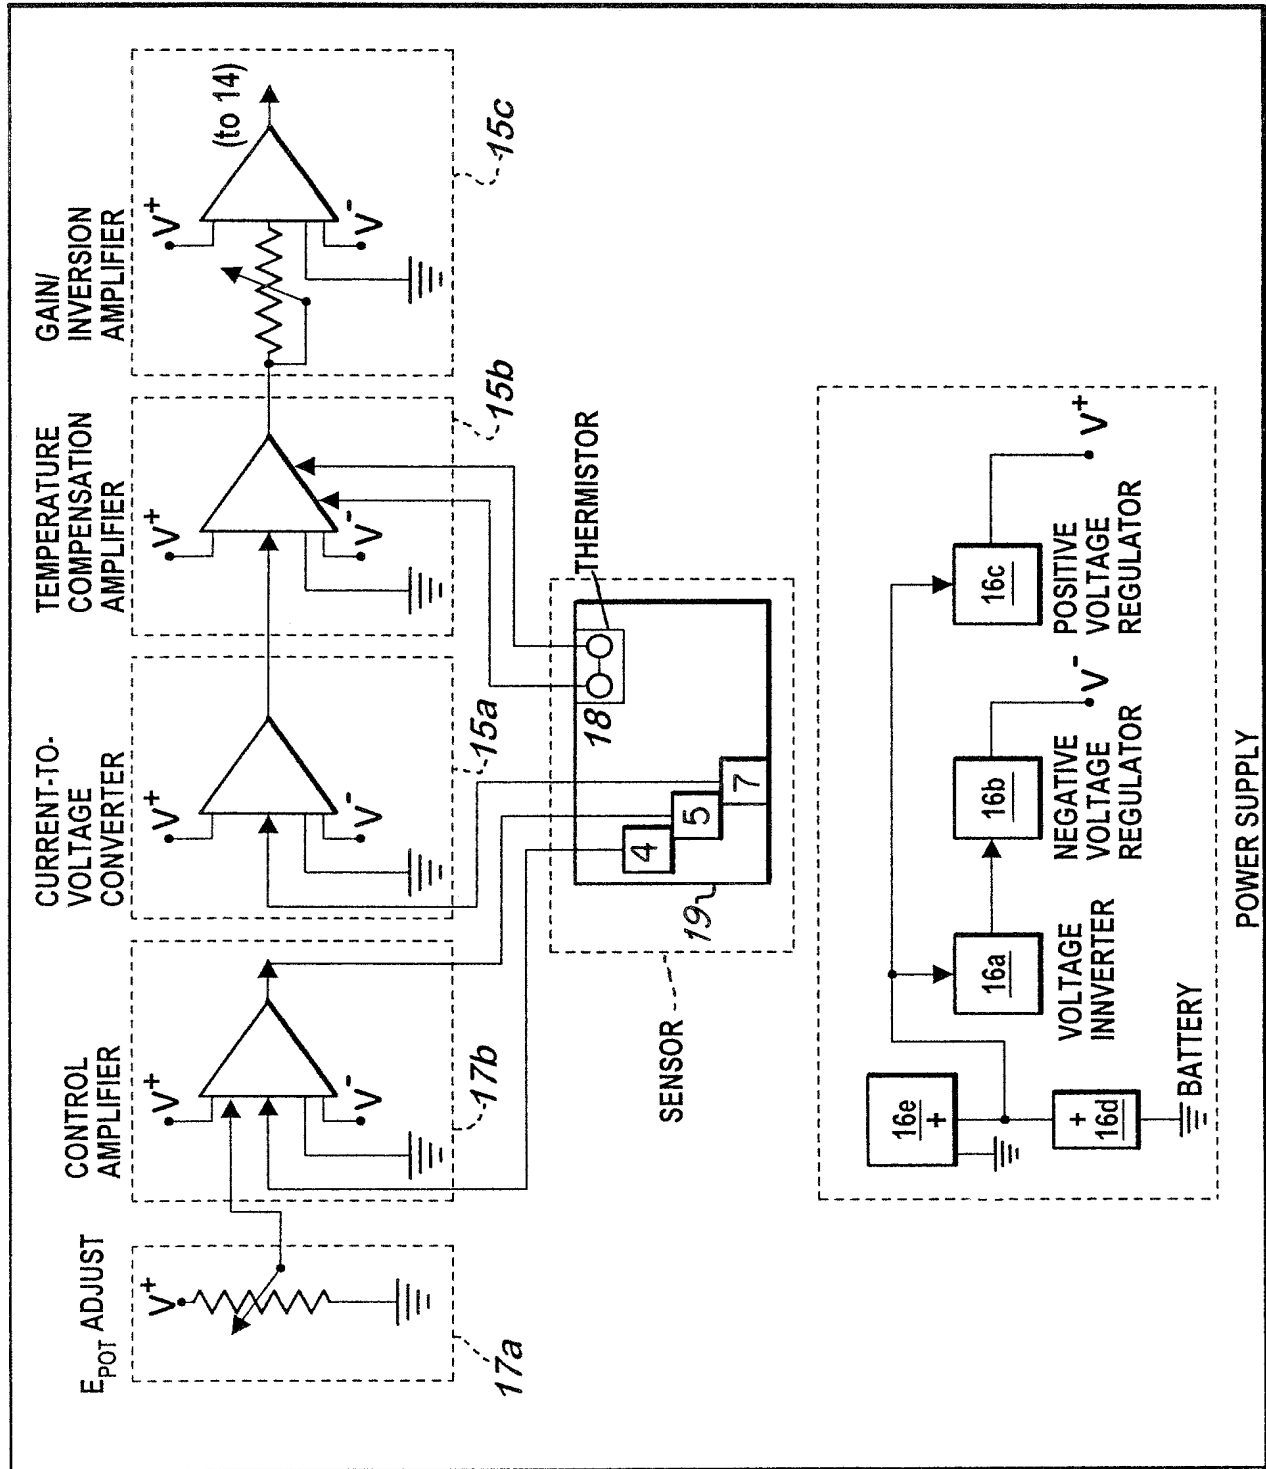 E_POT ADJUST
V+
17a
CONTROL
AMPLIFIER
V+
V-
17b
CURRENT-TO-
VOLTAGE
CONVERTER
V+
V-
15a
TEMPERATURE
COMPENSATION
AMPLIFIER
V+
V-
15b
GAIN/
INVERSION
AMPLIFIER
V+
V-
(to 14)
15c
SENSOR
19
4
5
7
18
THERMISTOR
16e
+
+
16d
BATTERY
16a
VOLTAGE
INNVERTER
16b
NEGATIVE
VOLTAGE
REGULATOR
V-
16c
POSITIVE
VOLTAGE
REGULATOR
V+
POWER SUPPLY